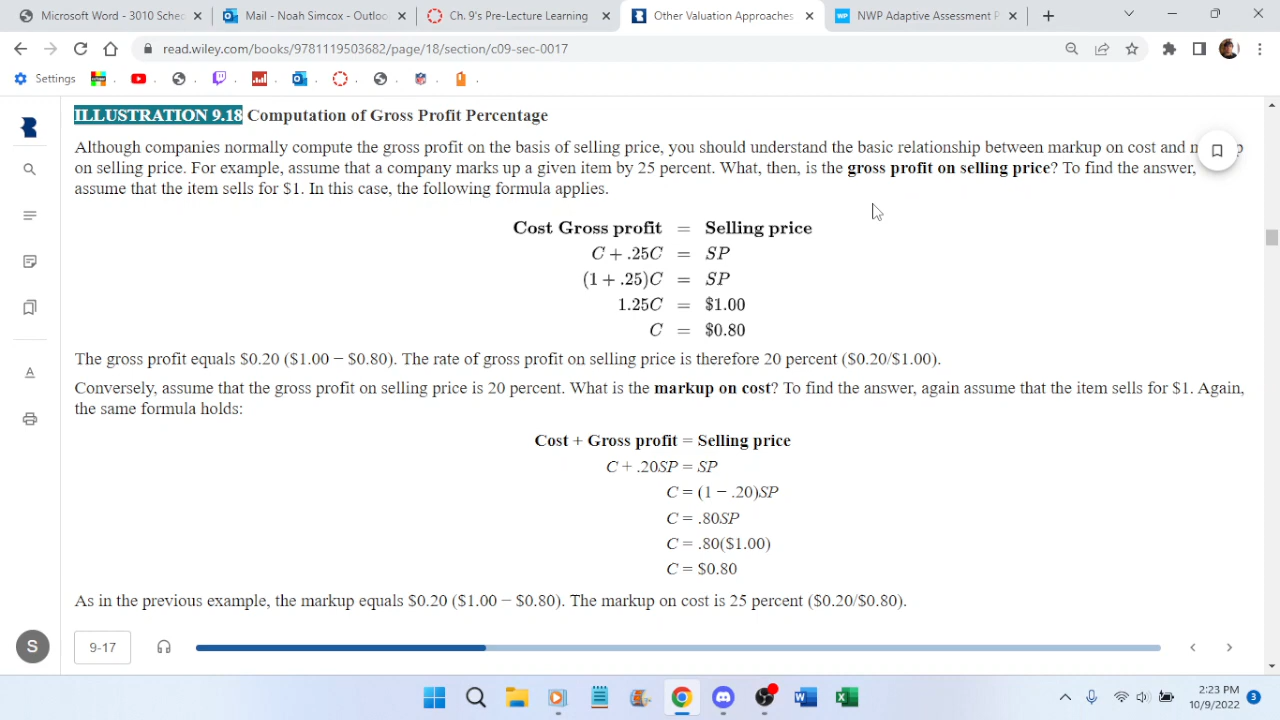 Microsoft Word - 3010 Sched
Mail - Noah Simcox - Outloo
Ch. 9's Pre-Lecture Learning
Other Valuation Approaches
NWP Adaptive Assessment P
read.wiley.com/books/9781119503682/page/18/section/c09-sec-0017
Settings
ILLUSTRATION 9.18 Computation of Gross Profit Percentage
Although companies normally compute the gross profit on the basis of selling price, you should understand the basic relationship between markup on cost and
on selling price. For example, assume that a company marks up a given item by 25 percent. What, then, is the gross profit on selling price? To find the answer,
assume that the item sells for $1. In this case, the following formula applies.
Cost Gross profit = Selling price
C + .25C = SP
(1 + .25)C = SP
1.25C = $1.00
C = $0.80
The gross profit equals $0.20 ($1.00 − $0.80). The rate of gross profit on selling price is therefore 20 percent ($0.20/$1.00).
Conversely, assume that the gross profit on selling price is 20 percent. What is the markup on cost? To find the answer, again assume that the item sells for $1. Again,
the same formula holds:
Cost + Gross profit = Selling price
C + .20SP = SP
C = (1 − .20)SP
C = .80SP
C = .80($1.00)
C = $0.80
As in the previous example, the markup equals $0.20 ($1.00 − $0.80). The markup on cost is 25 percent ($0.20/$0.80).
S
9-17
2:23 PM
10/9/2022
3